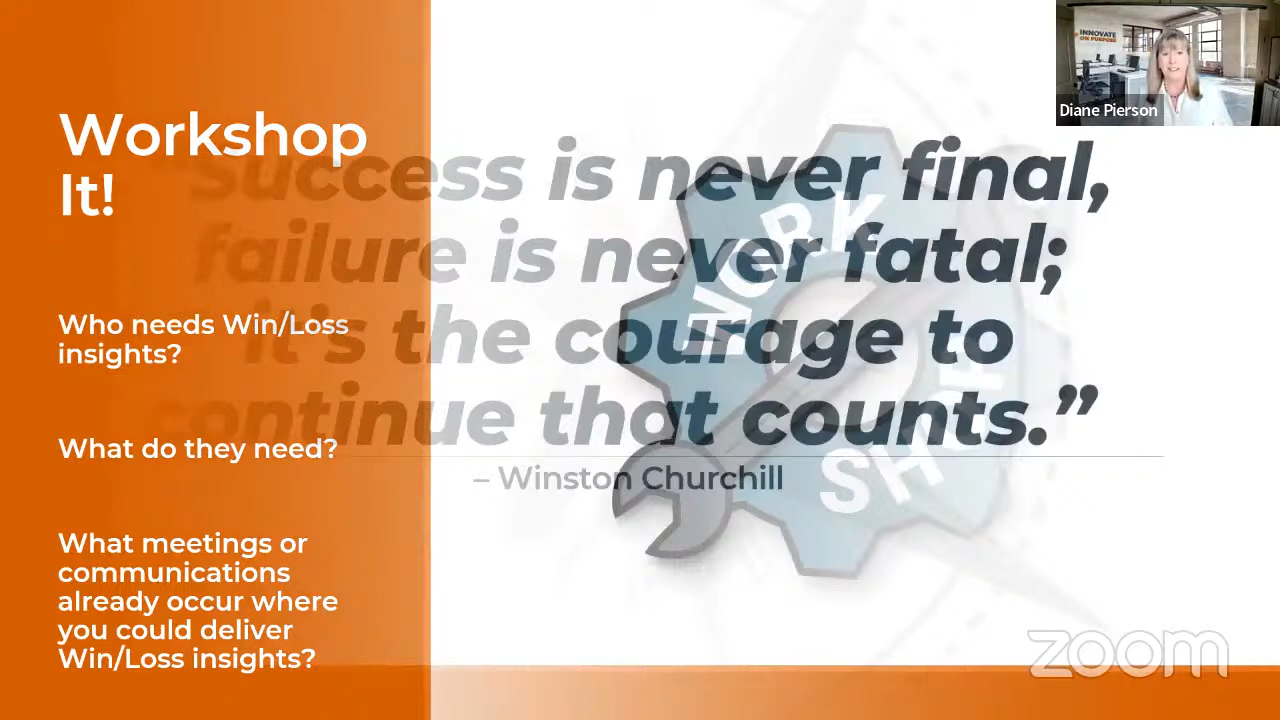 Workshop
It!
Who needs Win/Loss
insights?
What do they need?
What meetings or
communications
already occur where
you could deliver
Win/Loss insights?
"Success is never final,
failure is never fatal;
it's the courage to
continue that counts.”
– Winston Churchill
WORK
SHOP
INNOVATE
ON PURPOSE
Diane Pierson
zoom